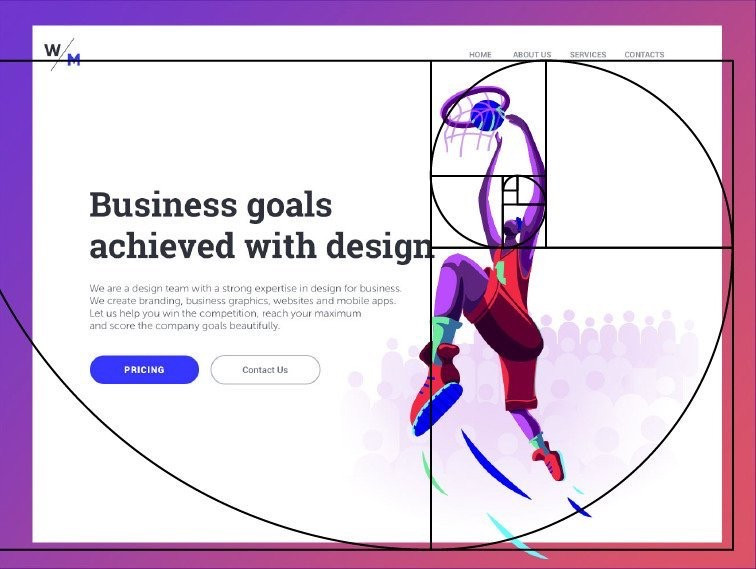 W M
HOME ABOUT US SERVICES CONTACTS
Business goals
achieved with design
We are a design team with a strong expertise in design for business.
We create branding, business graphics, websites and mobile apps.
Let us help you win the competition, reach your maximum
and score the company goals beautifully.
PRICING Contact Us